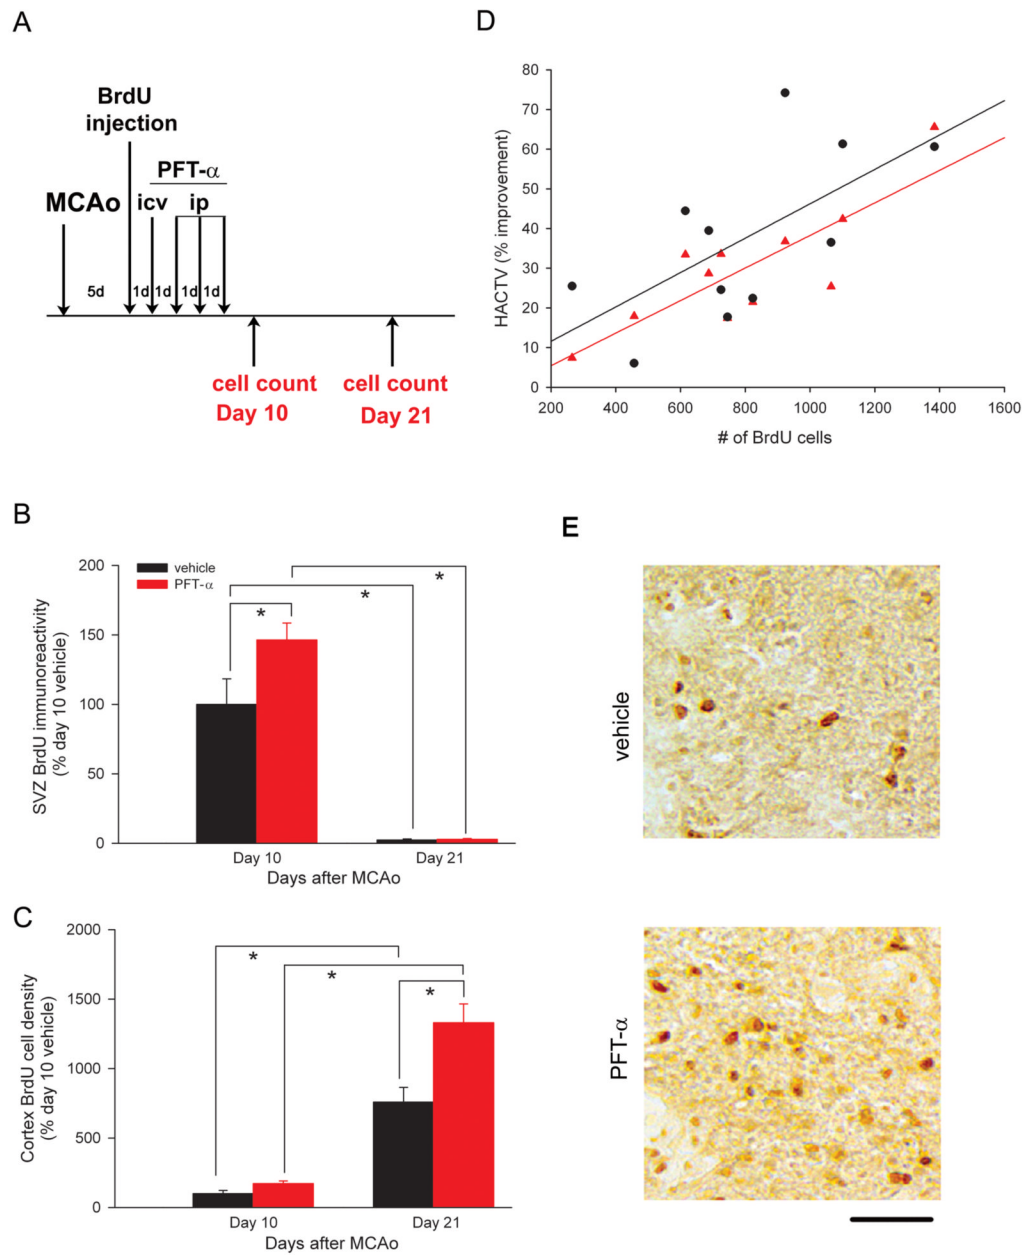 A
BrdU
injection
PFT-α
MCAo
icv
ip
5d
1d
1d
1d
1d
cell count
Day 10
cell count
Day 21
D
80
70
60
50
40
30
20
10
0
HACTV (% improvement)
200
400
600
800
1000
1200
1400
1600
# of BrdU cells
B
vehicle
PFT-α
200
150
100
50
0
SVZ BrdU immunoreactivity
(% day 10 vehicle)
*
*
*
Day 10
Day 21
Days after MCAo
C
2000
1500
1000
500
0
Cortex BrdU cell density
(% day 10 vehicle)
*
*
*
Day 10
Day 21
Days after MCAo
E
vehicle
PFT-α